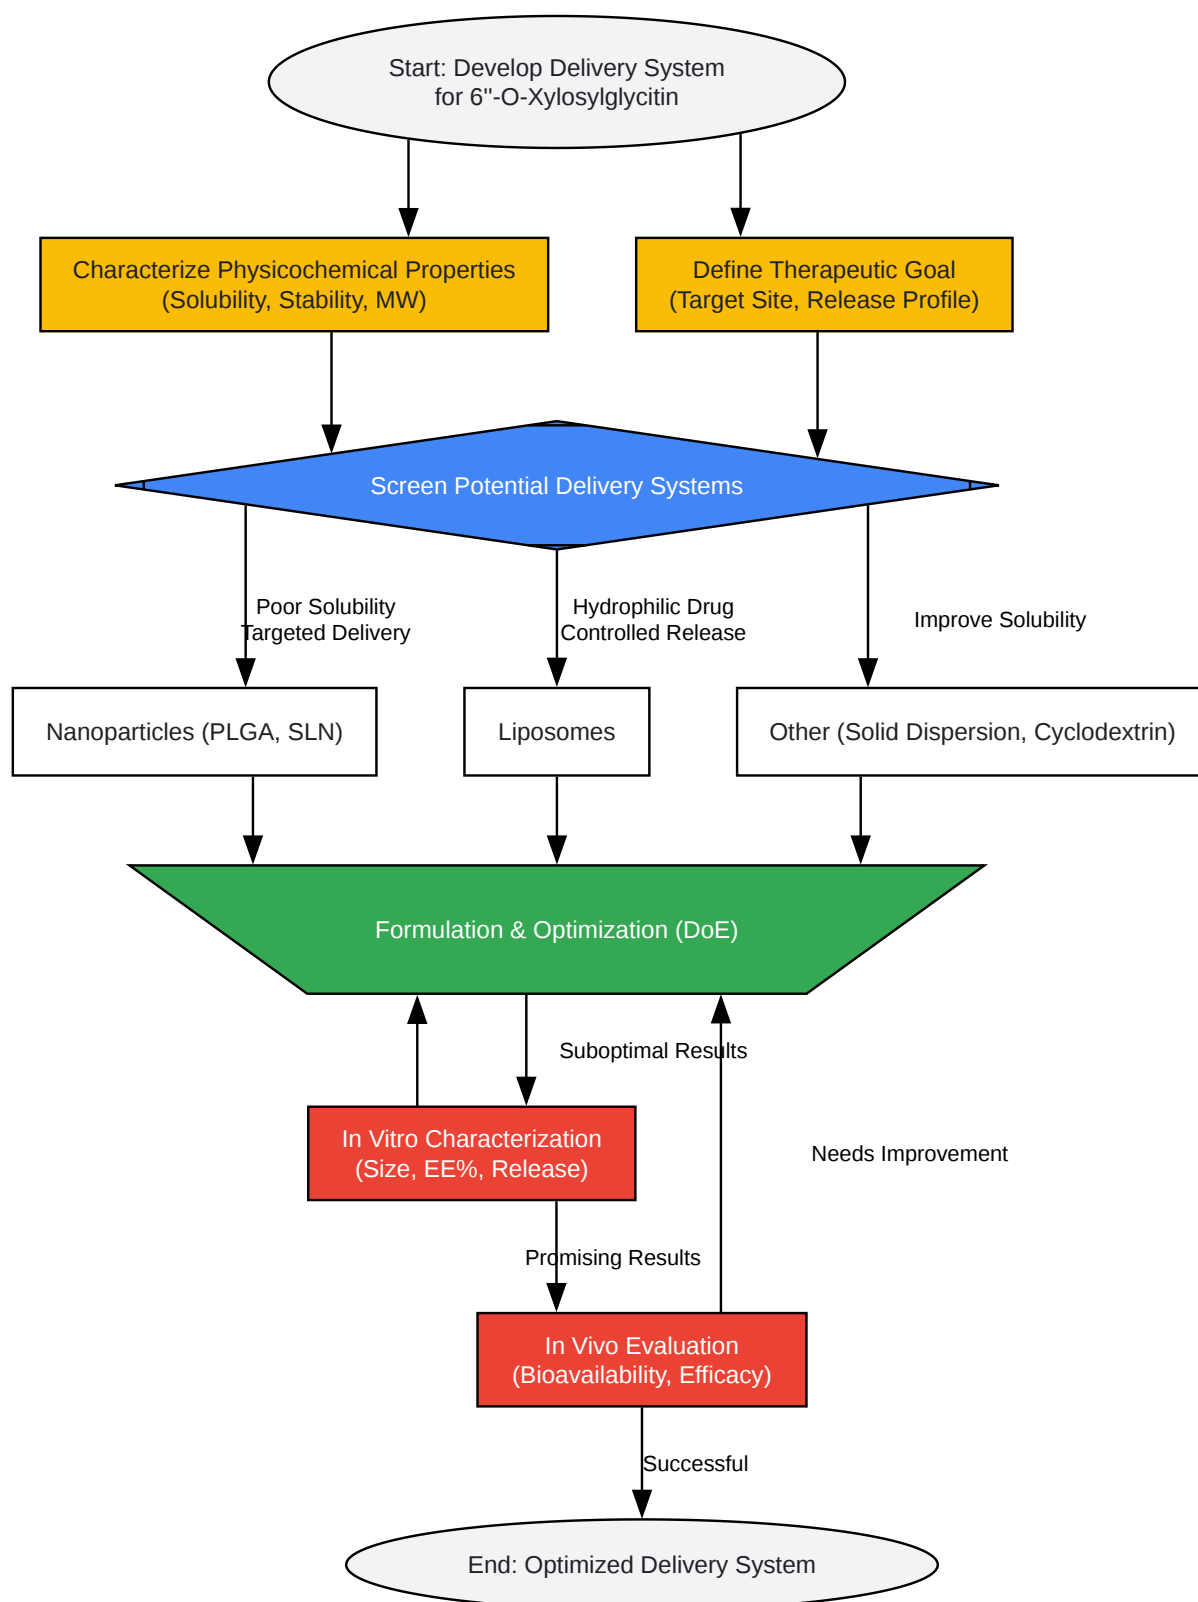 Start: Develop Delivery System
for 6''-O-Xylosylglycitin
Characterize Physicochemical Properties
(Solubility, Stability, MW)
Define Therapeutic Goal
(Target Site, Release Profile)
Screen Potential Delivery Systems
Poor Solubility
Targeted Delivery
Hydrophilic Drug
Controlled Release
Improve Solubility
Nanoparticles (PLGA, SLN)
Liposomes
Other (Solid Dispersion, Cyclodextrin)
Formulation & Optimization (DoE)
Suboptimal Results
In Vitro Characterization
(Size, EE%, Release)
Needs Improvement
Promising Results
In Vivo Evaluation
(Bioavailability, Efficacy)
Successful
End: Optimized Delivery System